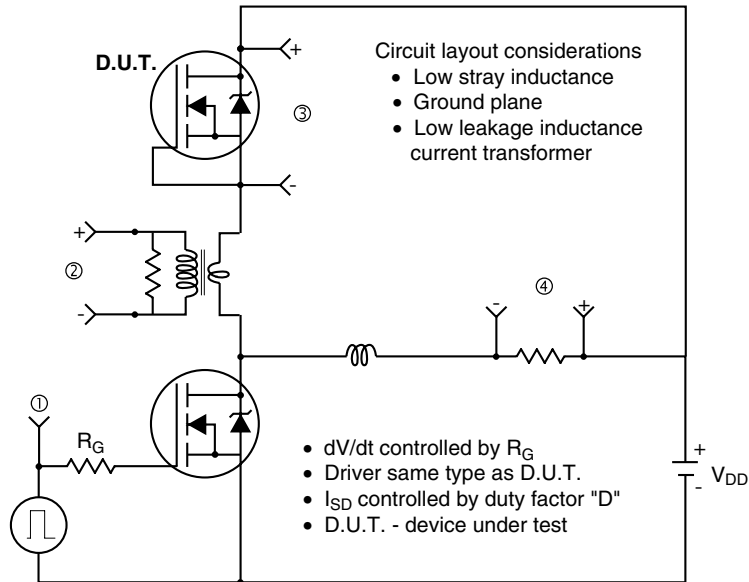 D.U.T.
+
③
-
Circuit layout considerations
• Low stray inductance
• Ground plane
• Low leakage inductance
current transformer
+
②
-
④
-
+
①
R_G
• dV/dt controlled by R_G
• Driver same type as D.U.T.
• I_SD controlled by duty factor "D"
• D.U.T. - device under test
+
-
V_DD